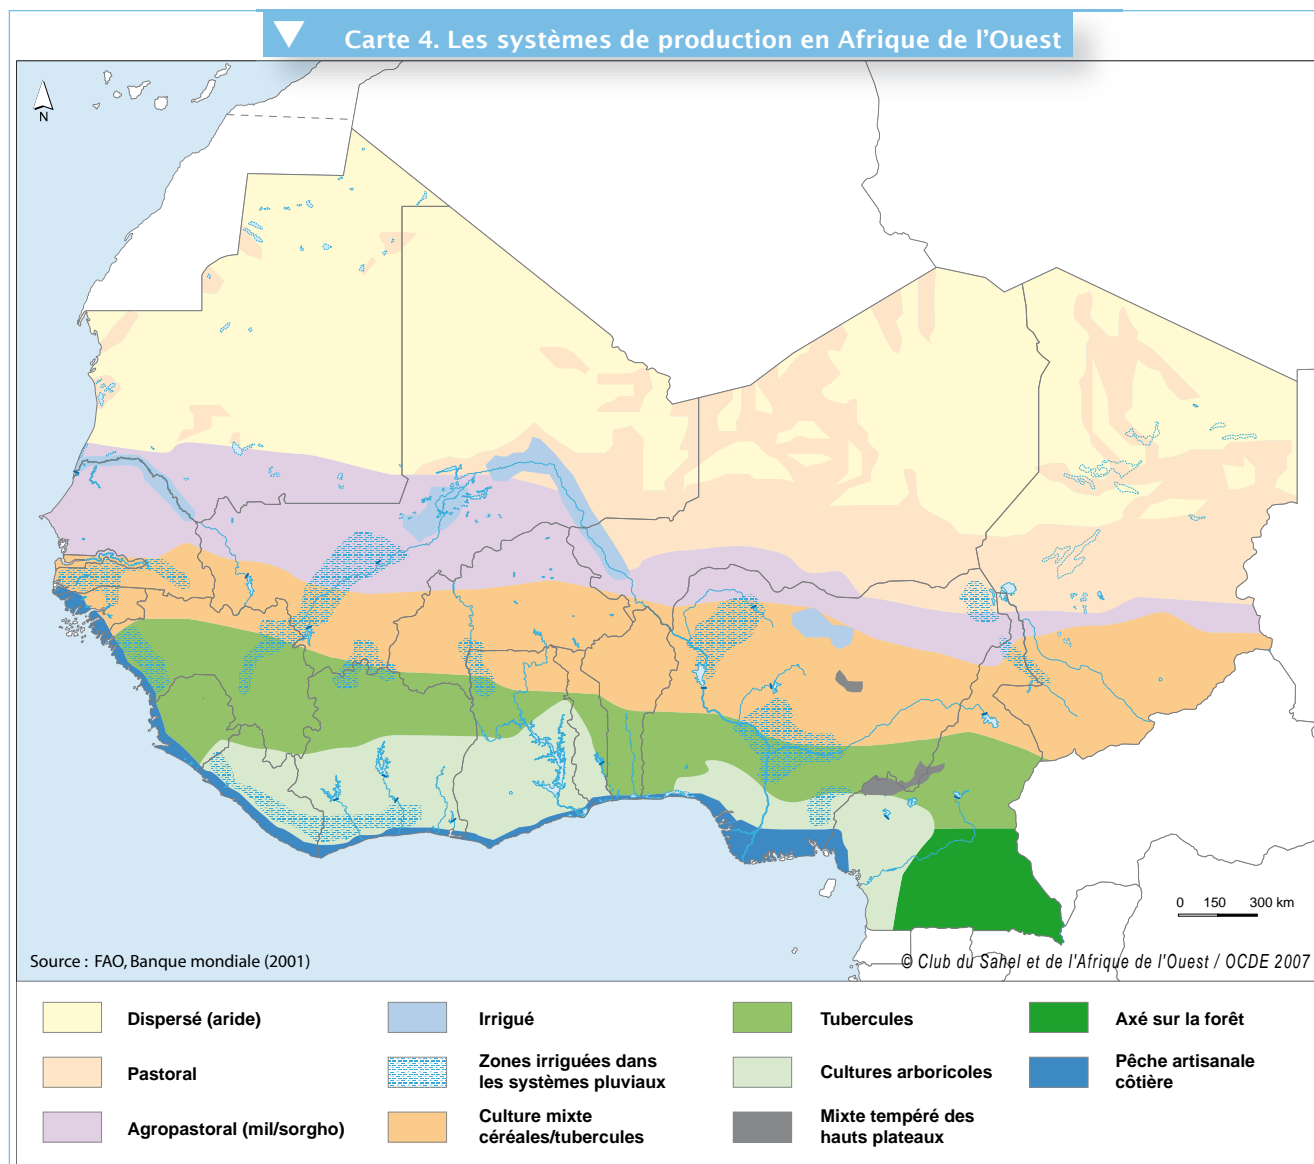 Carte 4. Les systèmes de production en Afrique de l'Ouest
N
0 150 300 km
Source : FAO, Banque mondiale (2001)
© Club du Sahel et de l'Afrique de l'Ouest / OCDE 2007
Dispersé (aride)
Pastoral
Agropastoral (mil/sorgho)
Irrigué
Zones irriguées dans
les systèmes pluviaux
Culture mixte
céréales/tubercules
Tubercules
Cultures arboricoles
Mixte tempéré des
hauts plateaux
Axé sur la forêt
Pêche artisanale
côtière